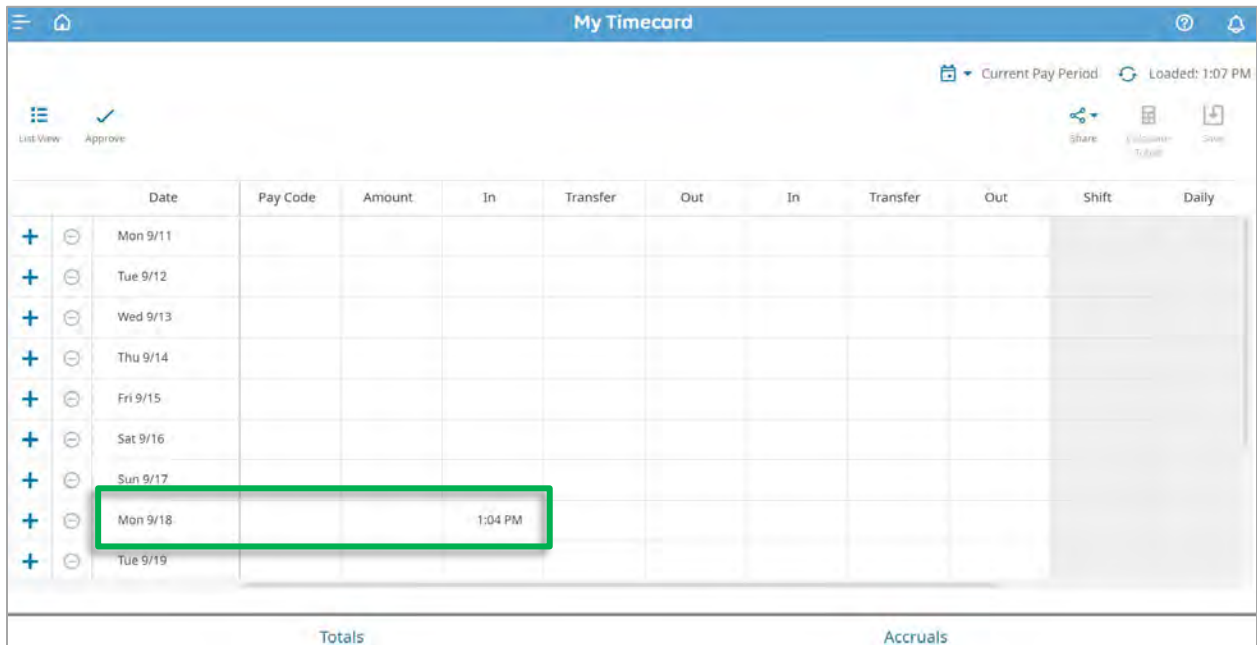 My Timecard
Current Pay Period Loaded: 1:07 PM
List View Approve Share Calculate Save
Totals
Date Pay Code Amount In Transfer Out In Transfer Out Shift Daily
Mon 9/11
Tue 9/12
Wed 9/13
Thu 9/14
Fri 9/15
Sat 9/16
Sun 9/17
Mon 9/18 1:04 PM
Tue 9/19
Totals Accruals